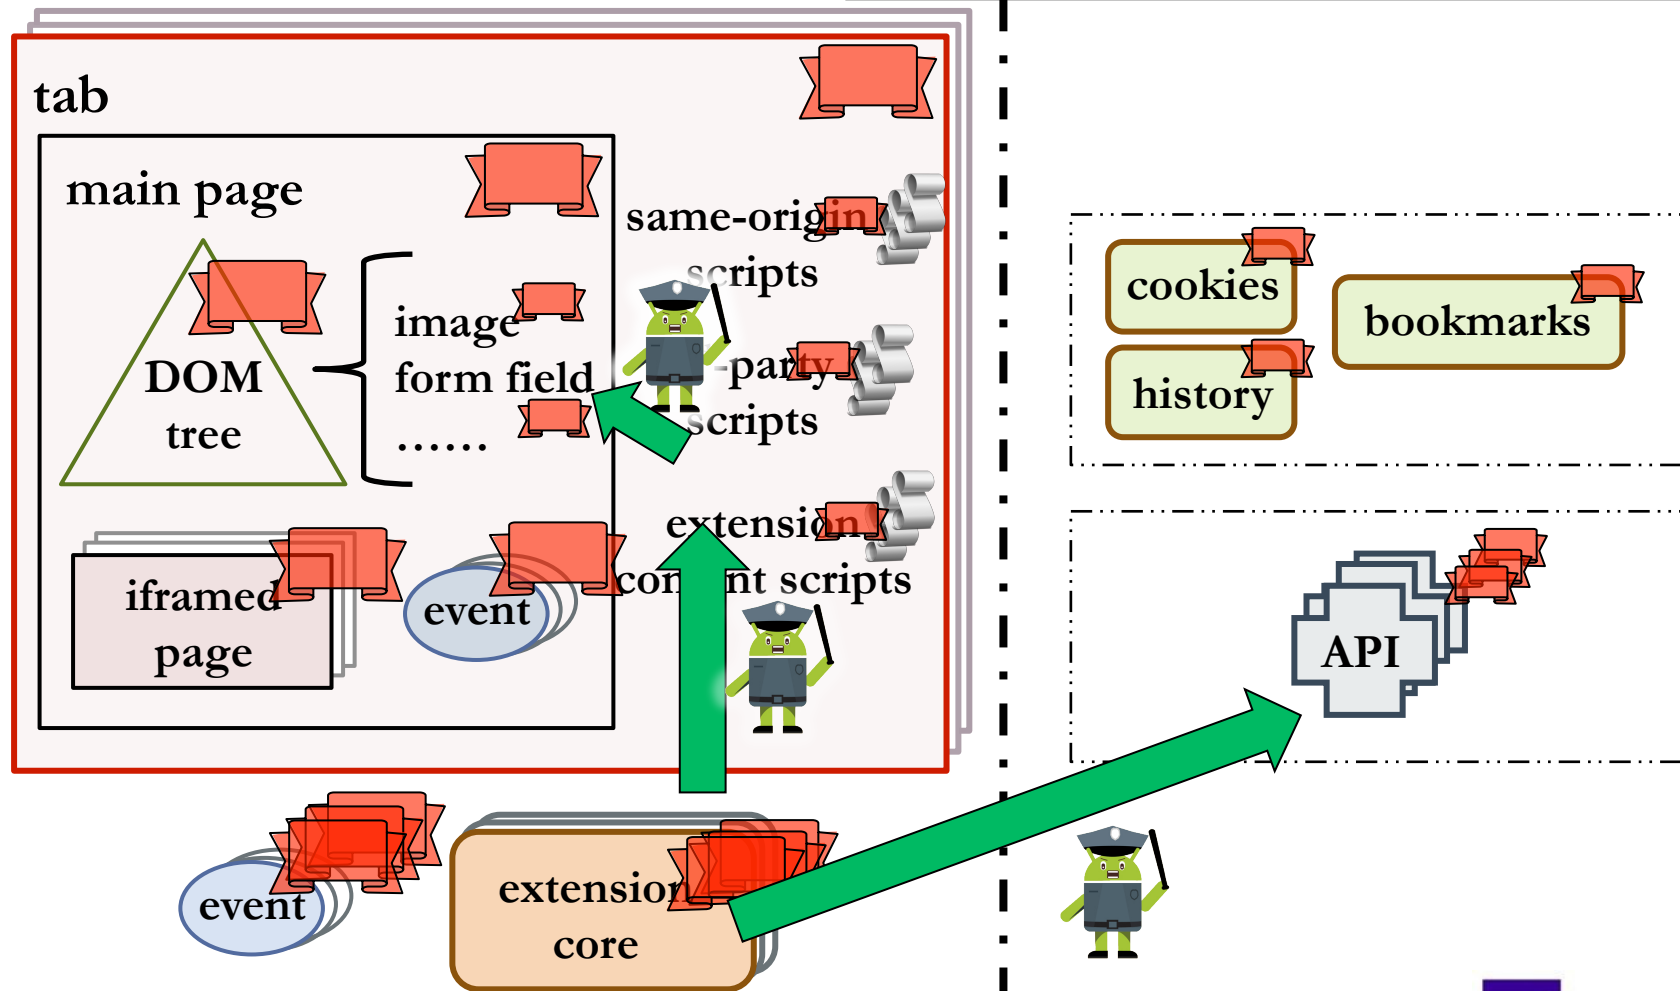 tab
main page
DOM
tree
image
form field
......
iframed
page
event
same-origin
scripts
-party
scripts
extension
scripts
event
extension
core
cookies
history
bookmarks
API